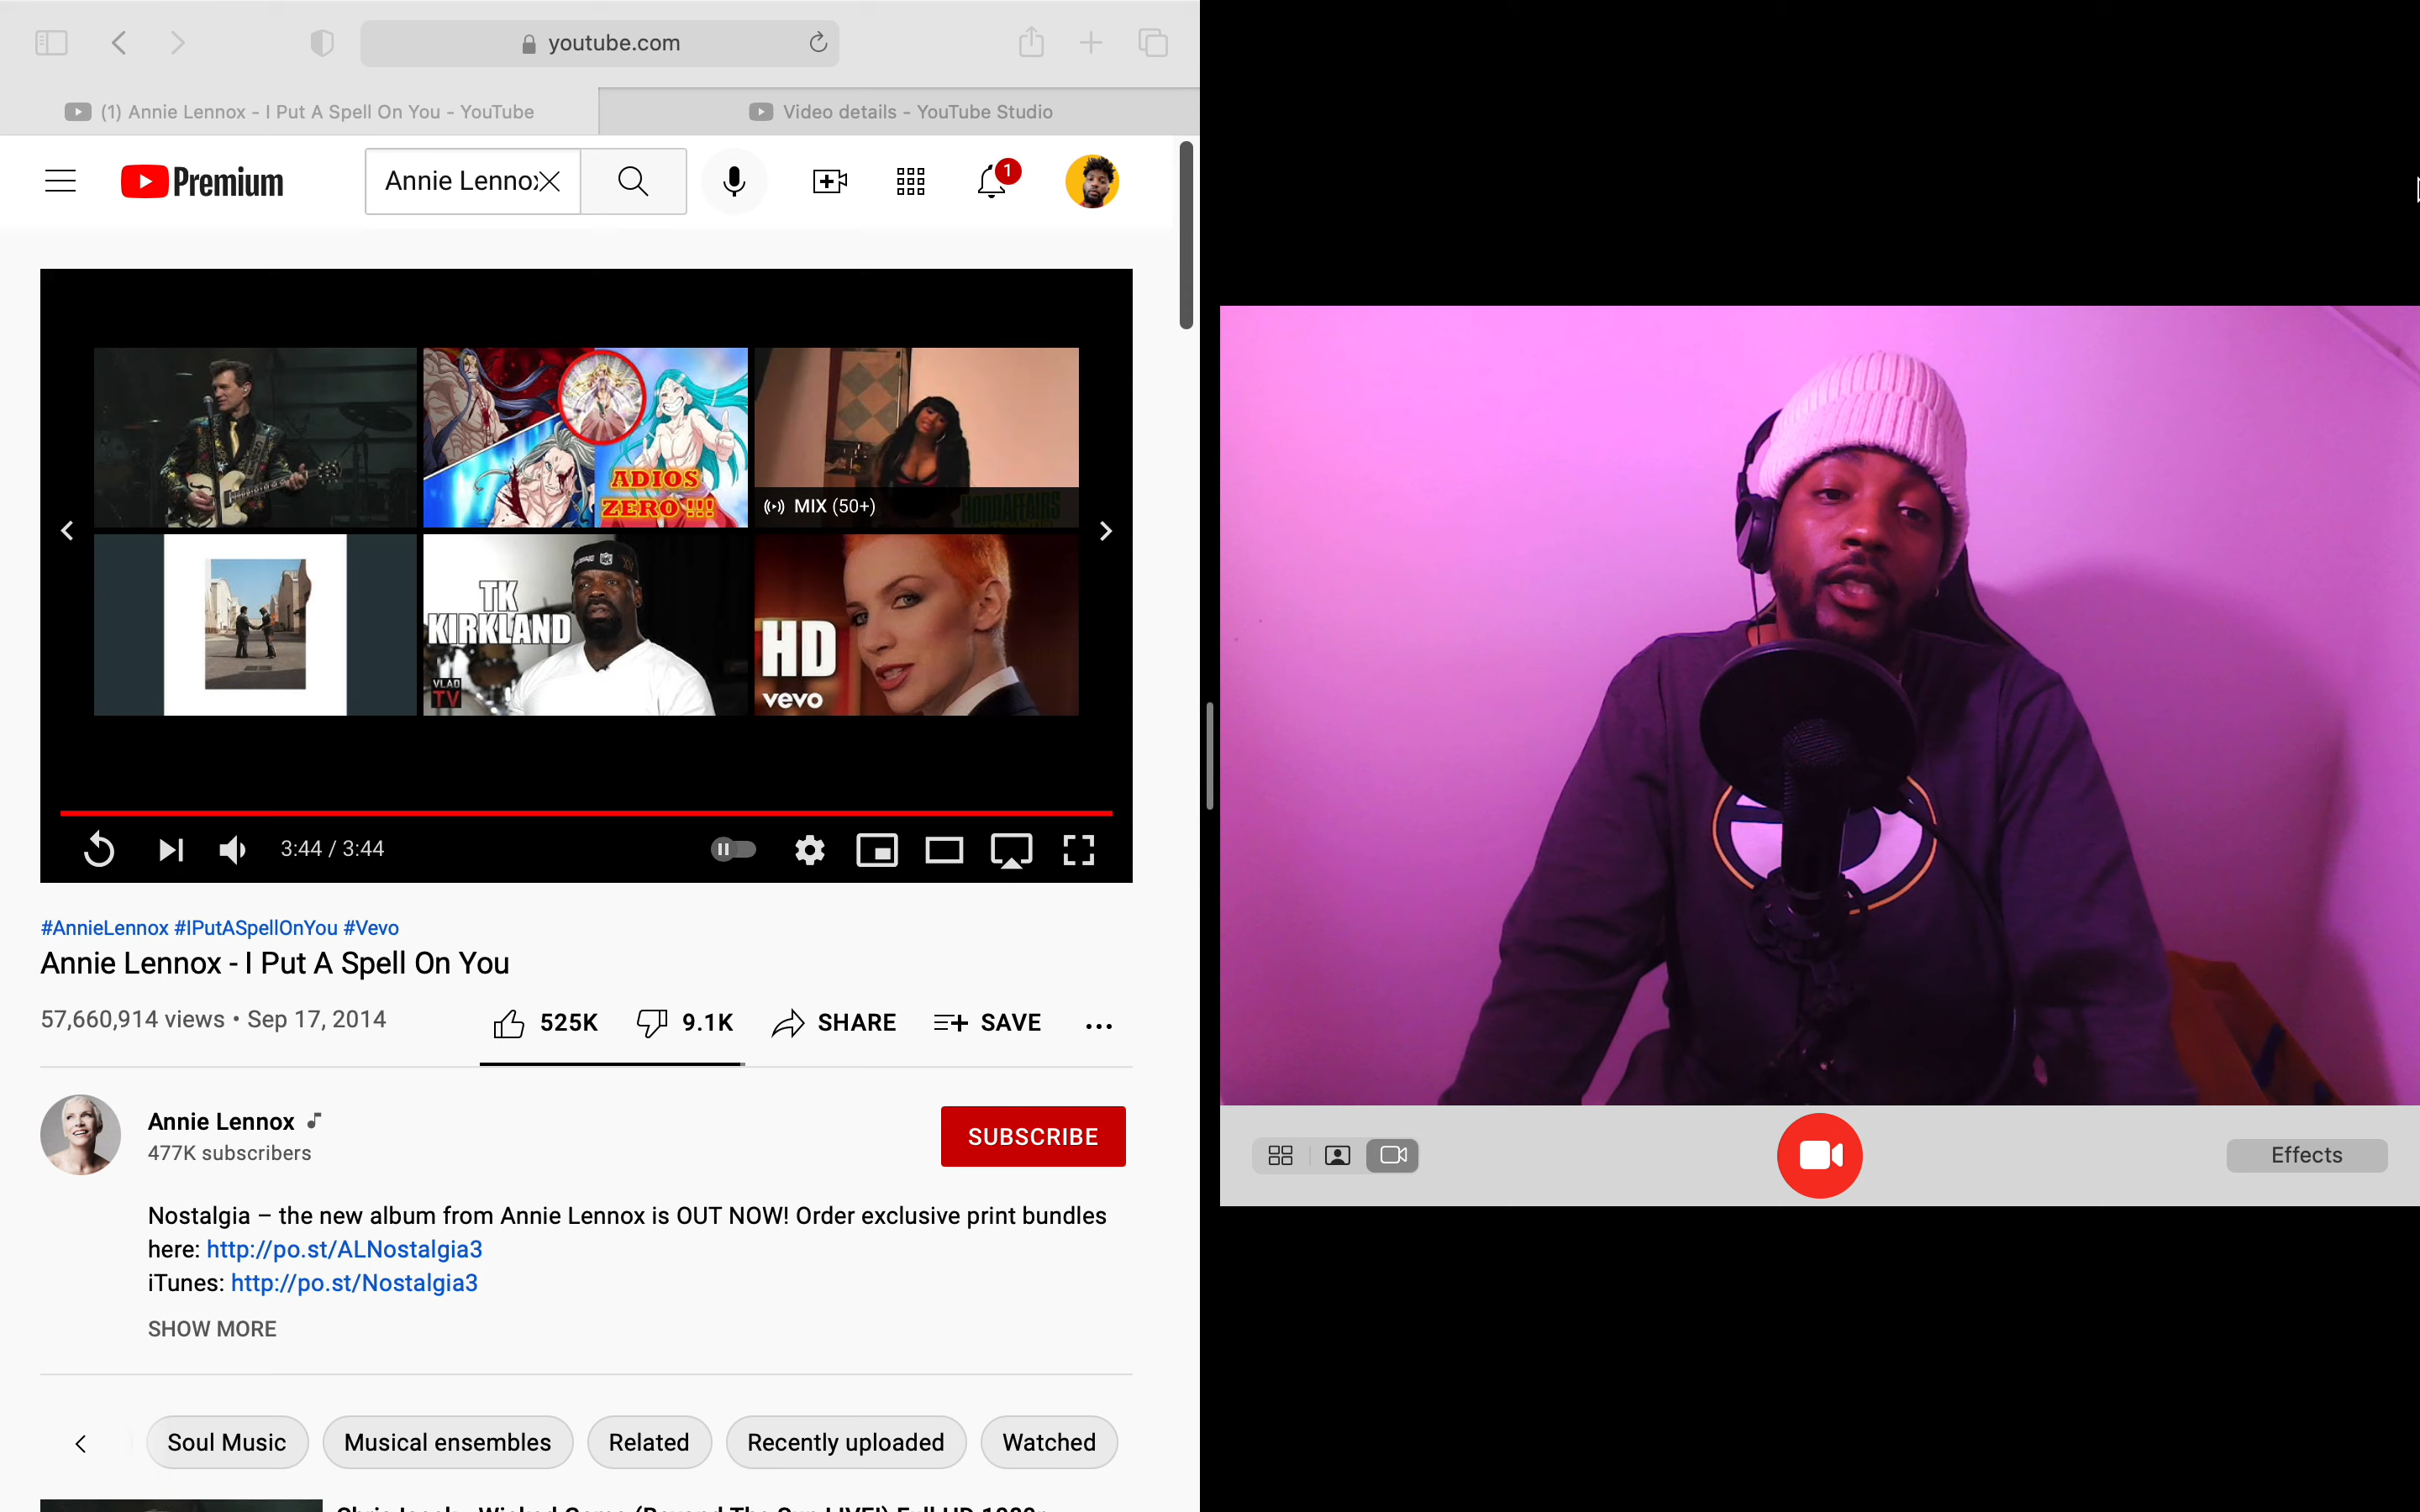 youtube.com
(1) Annie Lennox - I Put A Spell On You - YouTube
Video details - YouTube Studio
Premium
Annie Lenno
1
ADIOS
ZERO !!!
MIX (50+)
HOODAFFAIRS
TK
KIRKLAND
VLAD
TV
HD
vevo
3:44 / 3:44
#AnnieLennox #IPutASpellOnYou #Vevo
Annie Lennox - I Put A Spell On You
57,660,914 views • Sep 17, 2014
525K
9.1K
SHARE
SAVE
Annie Lennox
477K subscribers
SUBSCRIBE
Nostalgia – the new album from Annie Lennox is OUT NOW! Order exclusive print bundles
here: http://po.st/ALNostalgia3
iTunes: http://po.st/Nostalgia3
SHOW MORE
Soul Music
Musical ensembles
Related
Recently uploaded
Watched
Effects